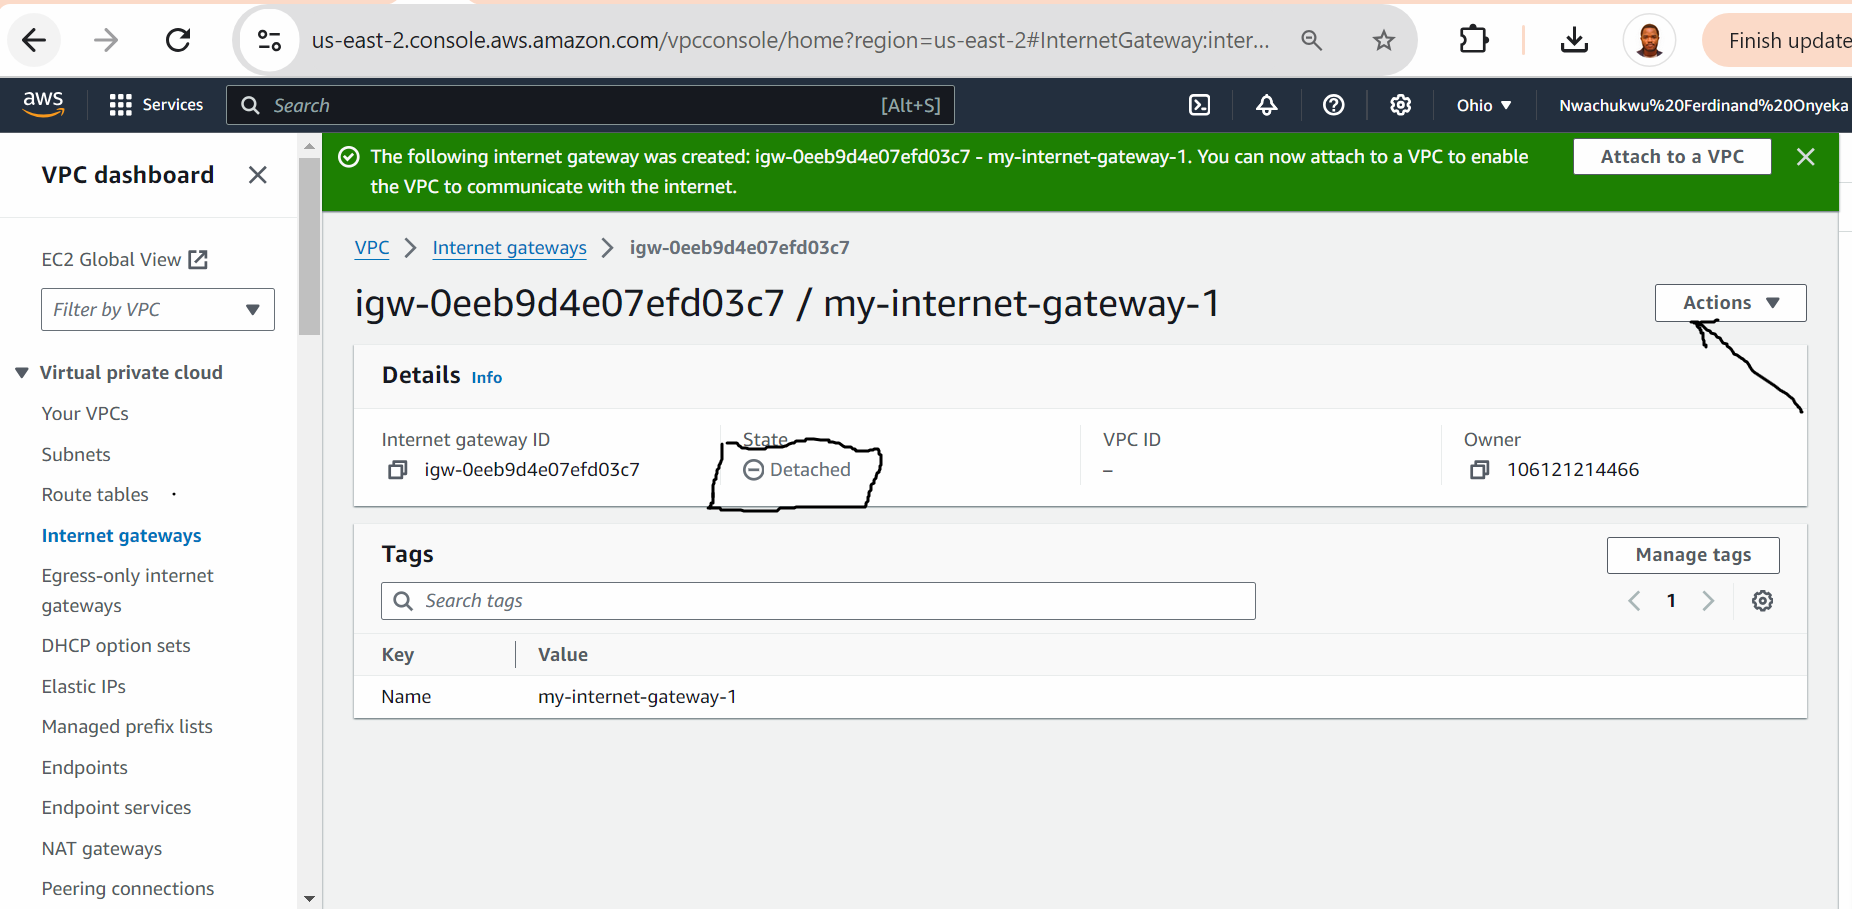 us-east-2.console.aws.amazon.com/vpcconsole/home?region=us-east-2#InternetGateway:inter...
Finish update
aws
Services
Search
[Alt+S]
Ohio
Nwachukwu%20Ferdinand%20Onyeka
VPC dashboard
EC2 Global View
Filter by VPC
Virtual private cloud
Your VPCs
Subnets
Route tables
Internet gateways
Egress-only internet
gateways
DHCP option sets
Elastic IPs
Managed prefix lists
Endpoints
Endpoint services
NAT gateways
Peering connections
The following internet gateway was created: igw-0eeb9d4e07efd03c7 - my-internet-gateway-1. You can now attach to a VPC to enable
the VPC to communicate with the internet.
Attach to a VPC
VPC > Internet gateways > igw-0eeb9d4e07efd03c7
igw-0eeb9d4e07efd03c7 / my-internet-gateway-1
Actions
Details Info
Internet gateway ID
igw-0eeb9d4e07efd03c7
State
Detached
VPC ID
–
Owner
106121214466
Tags
Manage tags
Search tags
1
Key Value
Name my-internet-gateway-1